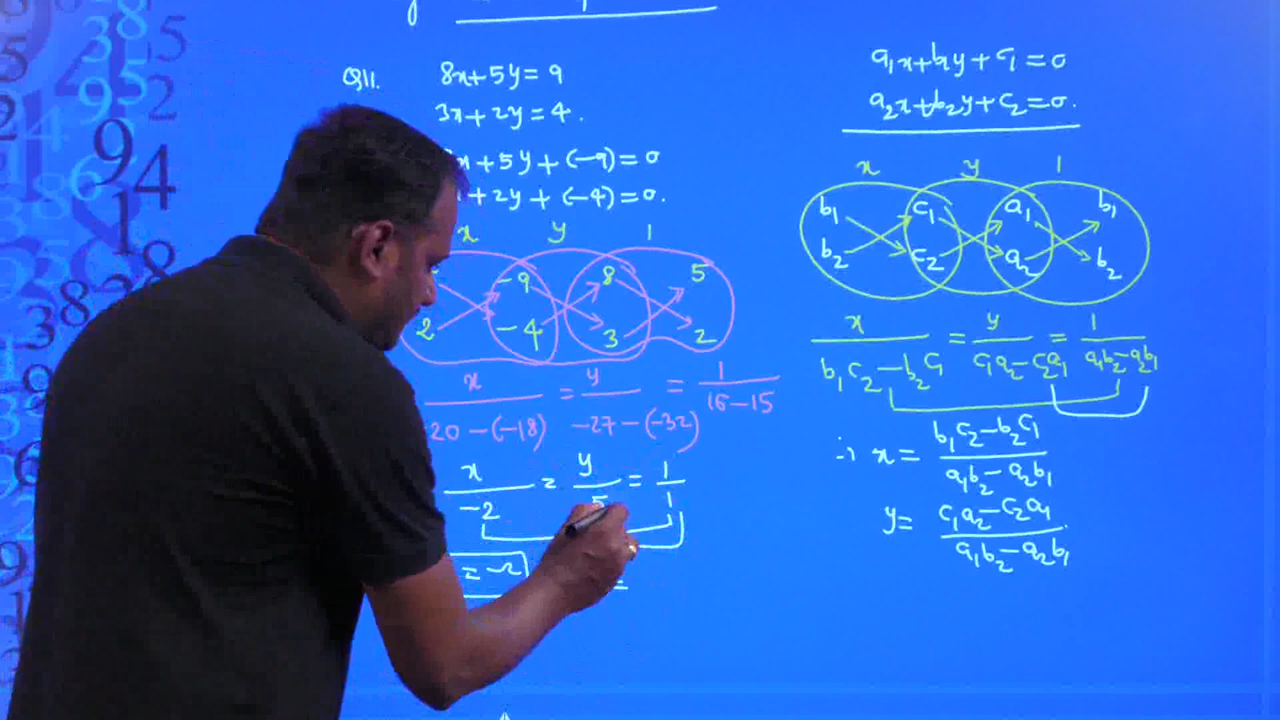 Q11. 8x+5y=9
3x+2y=4.
x+5y+(-9)=0
+2y+(-4)=0.
x y 1
-9 8 5
2 -4 3 2
x = y = 1
20-(-18) -27-(-32) 16-15
x = y = 1
-2 5 1
=-2 =
a₁x+b₁y+c₁=0
a₂x+b₂y+c₂=0.
x y 1
b₁ c₁ a₁ b₁
b₂ c₂ a₂ b₂
x = y = 1
b₁c₂-b₂c₁ c₁a₂-c₂a₁ a₁b₂-a₂b₁
∴ x= b₁c₂-b₂c₁
a₁b₂-a₂b₁
y= c₁a₂-c₂a₁.
a₁b₂-a₂b₁